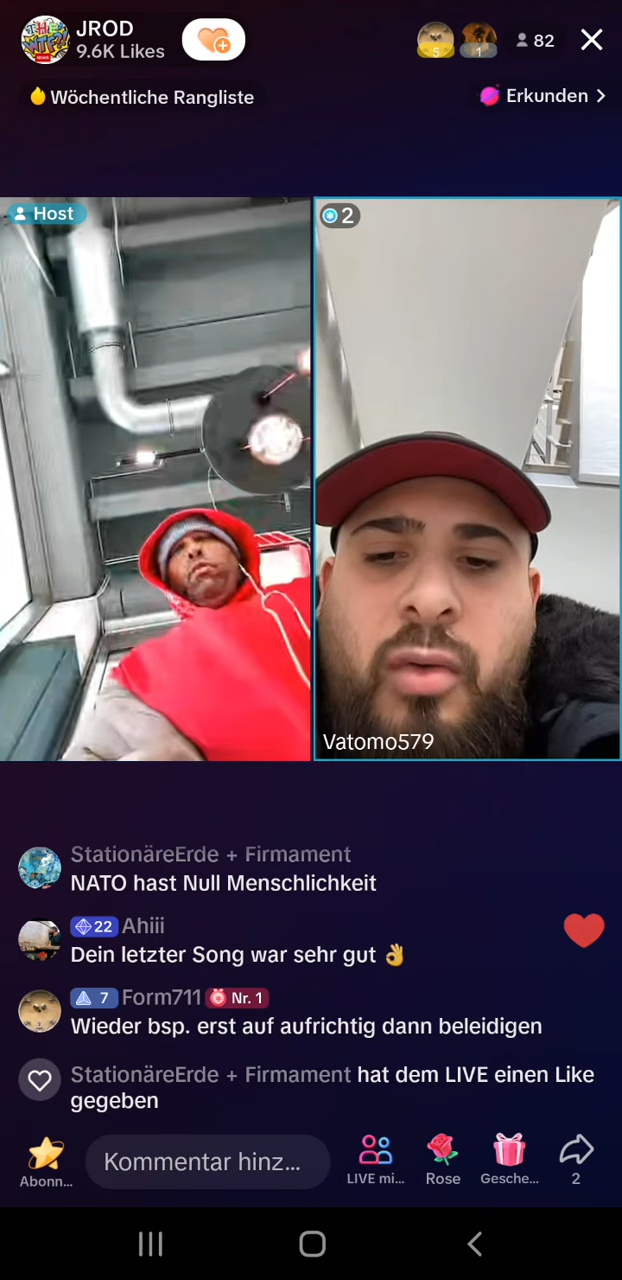 JROD
9.6K Likes
5
1
82
Wöchentliche Rangliste
Erkunden
Host
2
Vatomo579
StationäreErde + Firmament
NATO hast Null Menschlichkeit
22 Ahiii
Dein letzter Song war sehr gut 👌
7 Form711 Nr. 1
Wieder bsp. erst auf aufrichtig dann beleidigen
StationäreErde + Firmament hat dem LIVE einen Like
gegeben
Kommentar hinz...
Abonn...
LIVE mi...
Rose
Gesche...
2